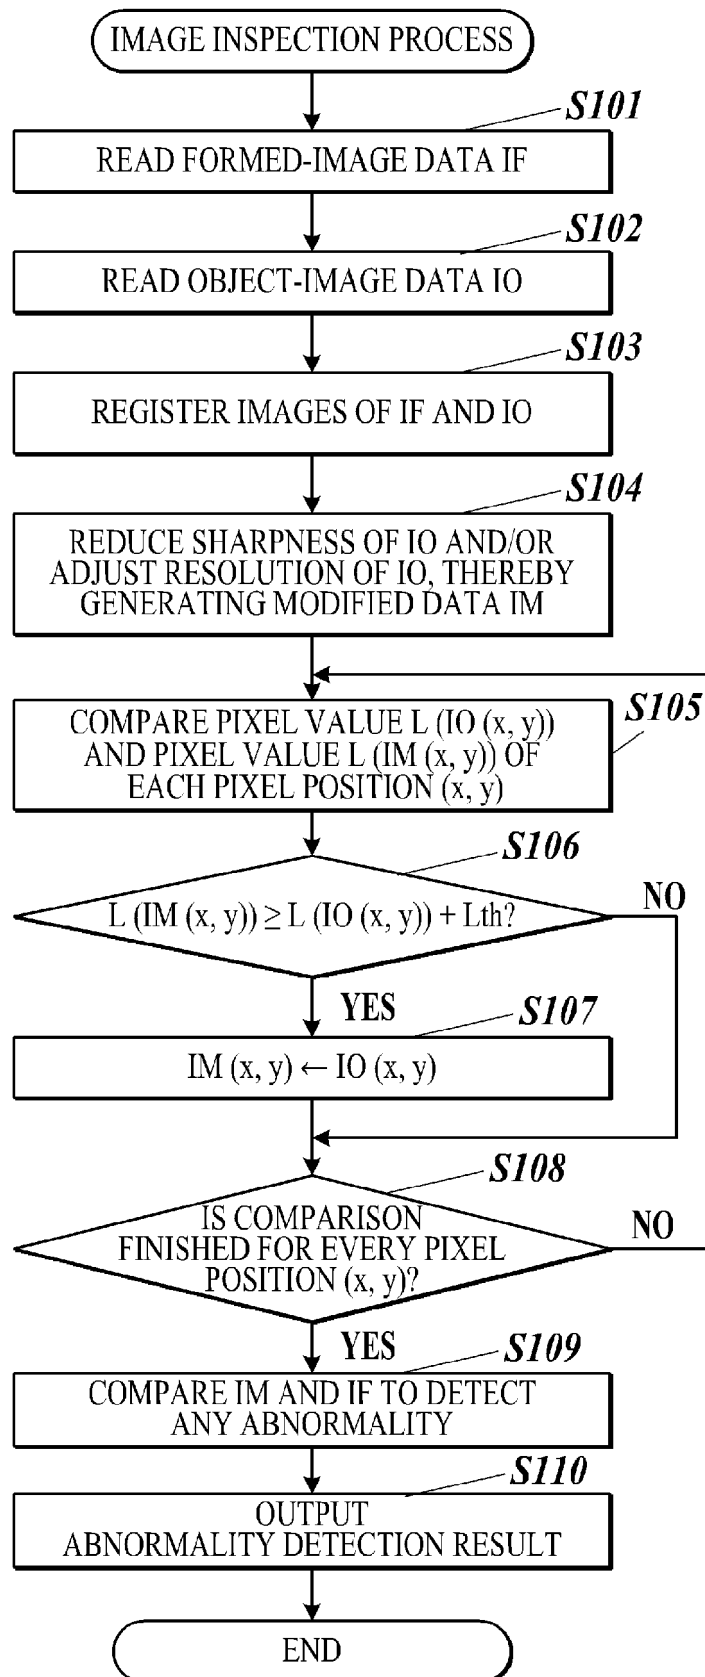 IMAGE INSPECTION PROCESS
S101
READ FORMED-IMAGE DATA IF
S102
READ OBJECT-IMAGE DATA IO
S103
REGISTER IMAGES OF IF AND IO
S104
REDUCE SHARPNESS OF IO AND/OR
ADJUST RESOLUTION OF IO, THEREBY
GENERATING MODIFIED DATA IM
S105
COMPARE PIXEL VALUE L (IO (x, y))
AND PIXEL VALUE L (IM (x, y)) OF
EACH PIXEL POSITION (x, y)
S106
L (IM (x, y)) ≥ L (IO (x, y)) + Lth?
NO
YES
S107
IM (x, y) ← IO (x, y)
S108
IS COMPARISON
FINISHED FOR EVERY PIXEL
POSITION (x, y)?
NO
YES
S109
COMPARE IM AND IF TO DETECT
ANY ABNORMALITY
S110
OUTPUT
ABNORMALITY DETECTION RESULT
END